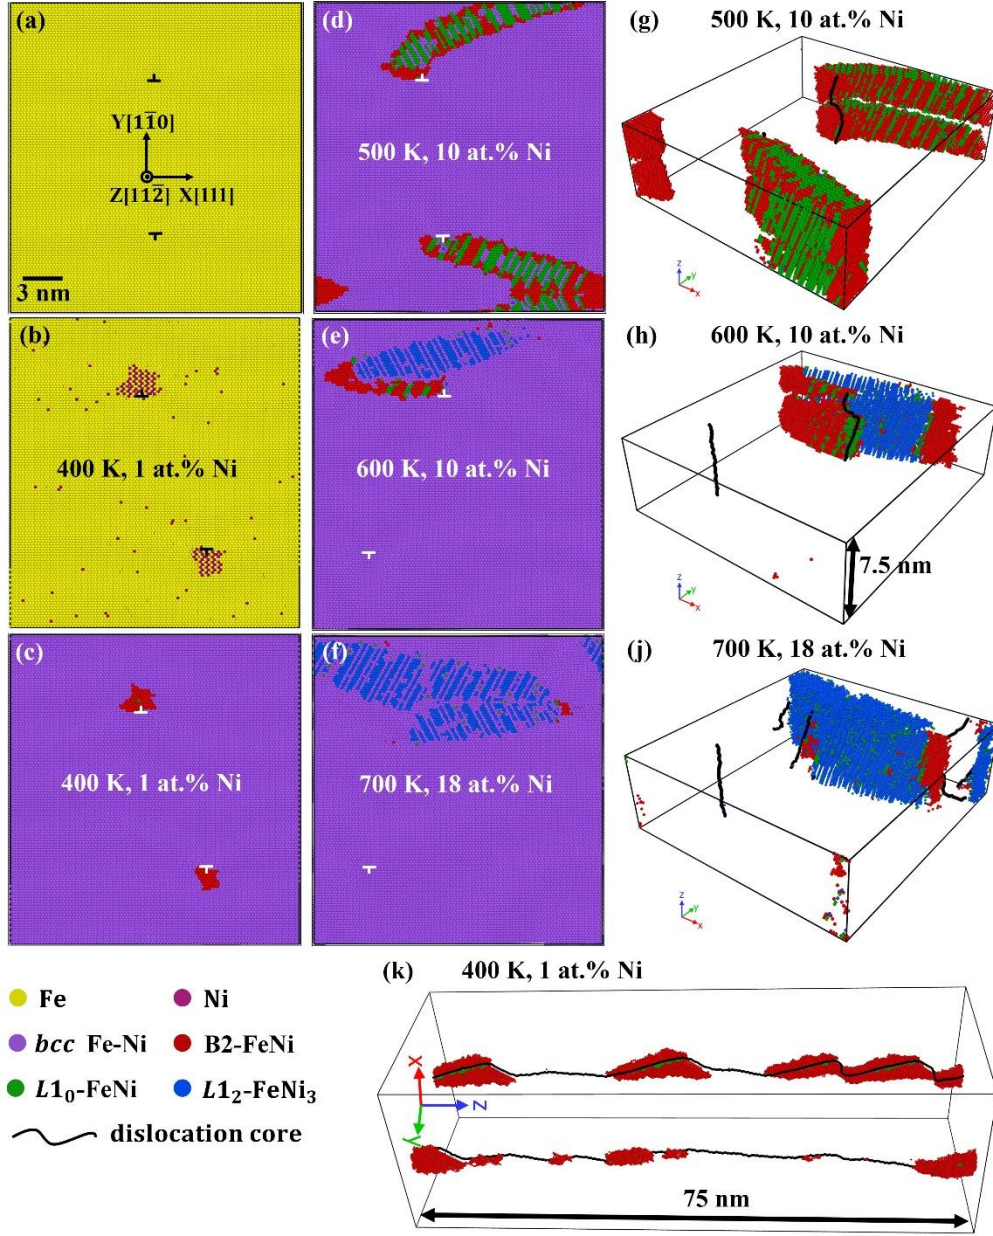 (a)
Y[11̅0]
Z[112̅] X[111]
3 nm
(b)
400 K, 1 at.% Ni
(c)
400 K, 1 at.% Ni
(d)
500 K, 10 at.% Ni
(e)
600 K, 10 at.% Ni
(f)
700 K, 18 at.% Ni
(g) 500 K, 10 at.% Ni
z
y
x
(h) 600 K, 10 at.% Ni
7.5 nm
z
y
x
(j) 700 K, 18 at.% Ni
z
y
x
Fe
Ni
bcc Fe-Ni
B2-FeNi
L1₀-FeNi
L1₂-FeNi₃
dislocation core
(k) 400 K, 1 at.% Ni
X
Z
y
75 nm